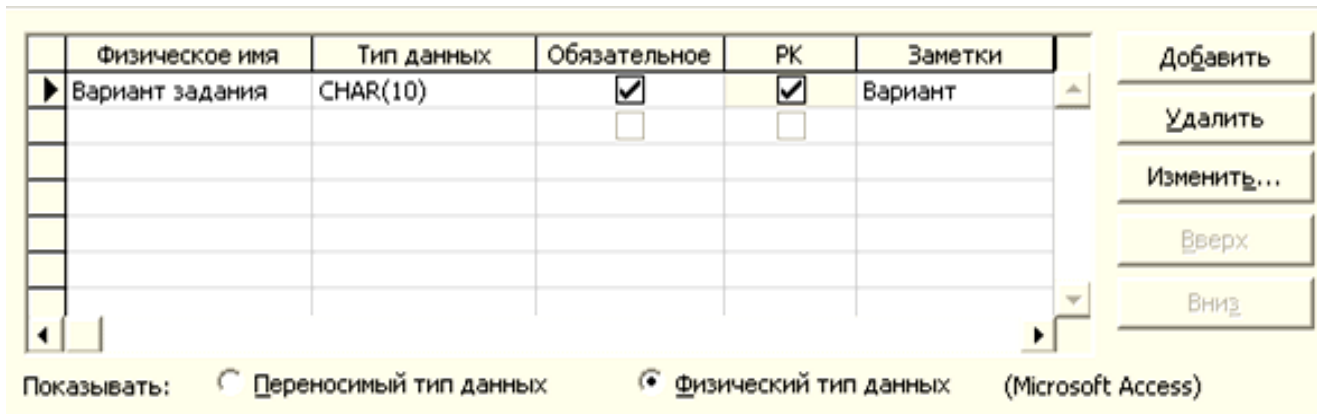 Физическое имя Тип данных Обязательное PK Заметки
Вариант задания CHAR(10) Вариант
Добавить
Удалить
Изменить...
Вверх
Вниз
Показывать: Переносимый тип данных Физический тип данных (Microsoft Access)